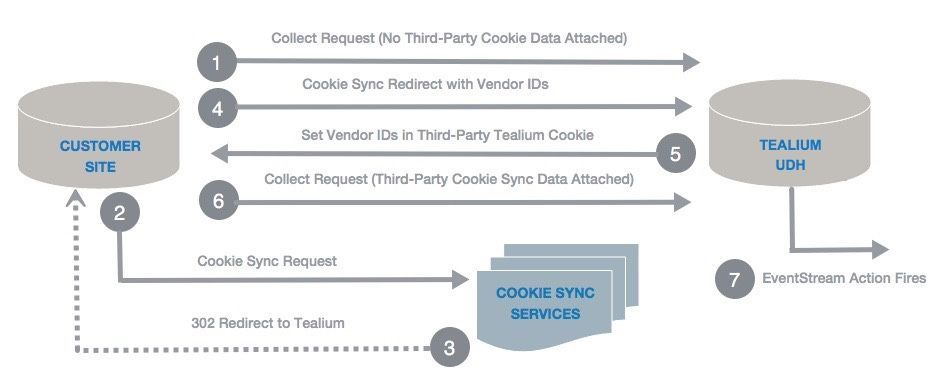 Collect Request (No Third-Party Cookie Data Attached)
1
Cookie Sync Redirect with Vendor IDs
4
Set Vendor IDs in Third-Party Tealium Cookie
5
Collect Request (Third-Party Cookie Sync Data Attached)
6
CUSTOMER
SITE
TEALIUM
UDH
2
Cookie Sync Request
COOKIE SYNC
SERVICES
7
EventStream Action Fires
302 Redirect to Tealium
3